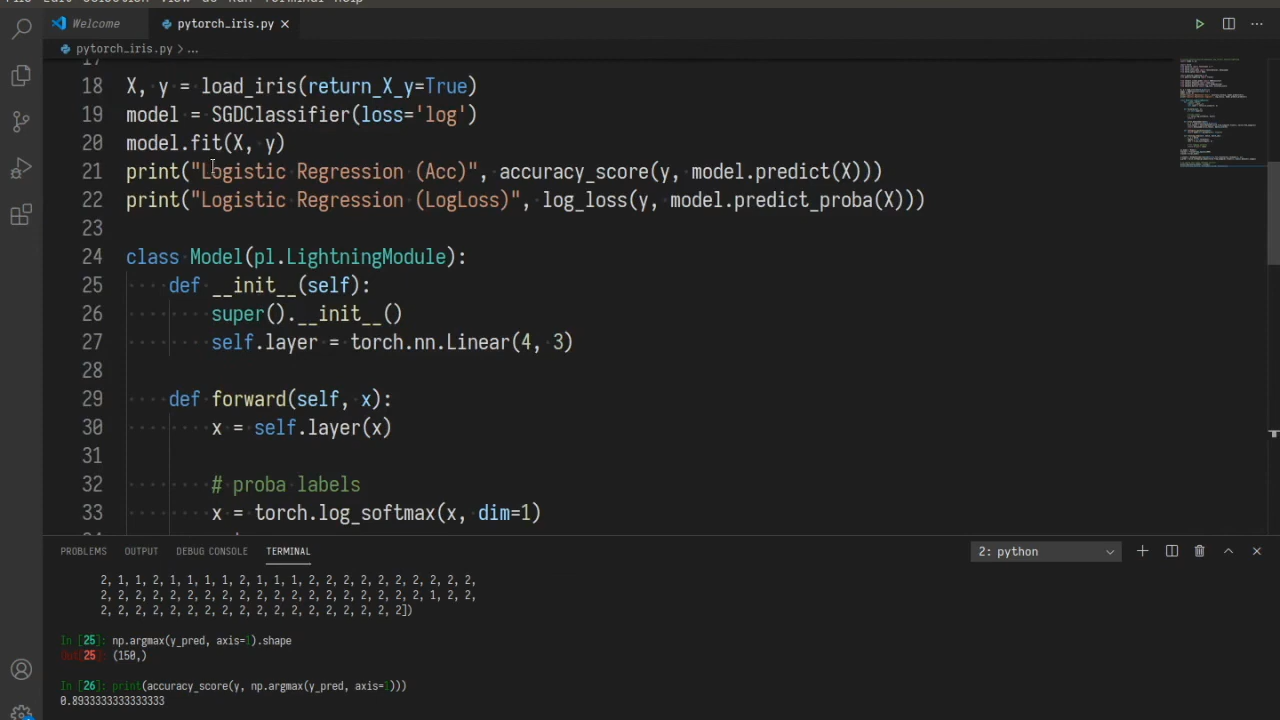 Welcome
pytorch_iris.py
pytorch_iris.py > ...
18 X, y = load_iris(return_X_y=True)
19 model = SGDClassifier(loss='log')
20 model.fit(X, y)
21 print("Logistic Regression (Acc)", accuracy_score(y, model.predict(X)))
22 print("Logistic Regression (LogLoss)", log_loss(y, model.predict_proba(X)))
23
24 class Model(pl.LightningModule):
25 def __init__(self):
26 super().__init__()
27 self.layer = torch.nn.Linear(4, 3)
28
29 def forward(self, x):
30 x = self.layer(x)
31
32 # proba labels
33 x = torch.log_softmax(x, dim=1)
PROBLEMS OUTPUT DEBUG CONSOLE TERMINAL 2: python
2, 1, 1, 2, 1, 1, 1, 1, 2, 1, 1, 1, 2, 2, 2, 2, 2, 2, 2, 2, 2, 2,
2, 2, 2, 2, 2, 2, 2, 2, 2, 2, 2, 2, 2, 2, 2, 2, 2, 2, 2, 1, 2, 2,
2, 2, 2, 2, 2, 2, 2, 2, 2, 2, 2, 2, 2, 2, 2, 2, 2, 2])
In [25]: np.argmax(y_pred, axis=1).shape
Out[25]: (150,)
In [26]: print(accuracy_score(y, np.argmax(y_pred, axis=1)))
0.8933333333333333